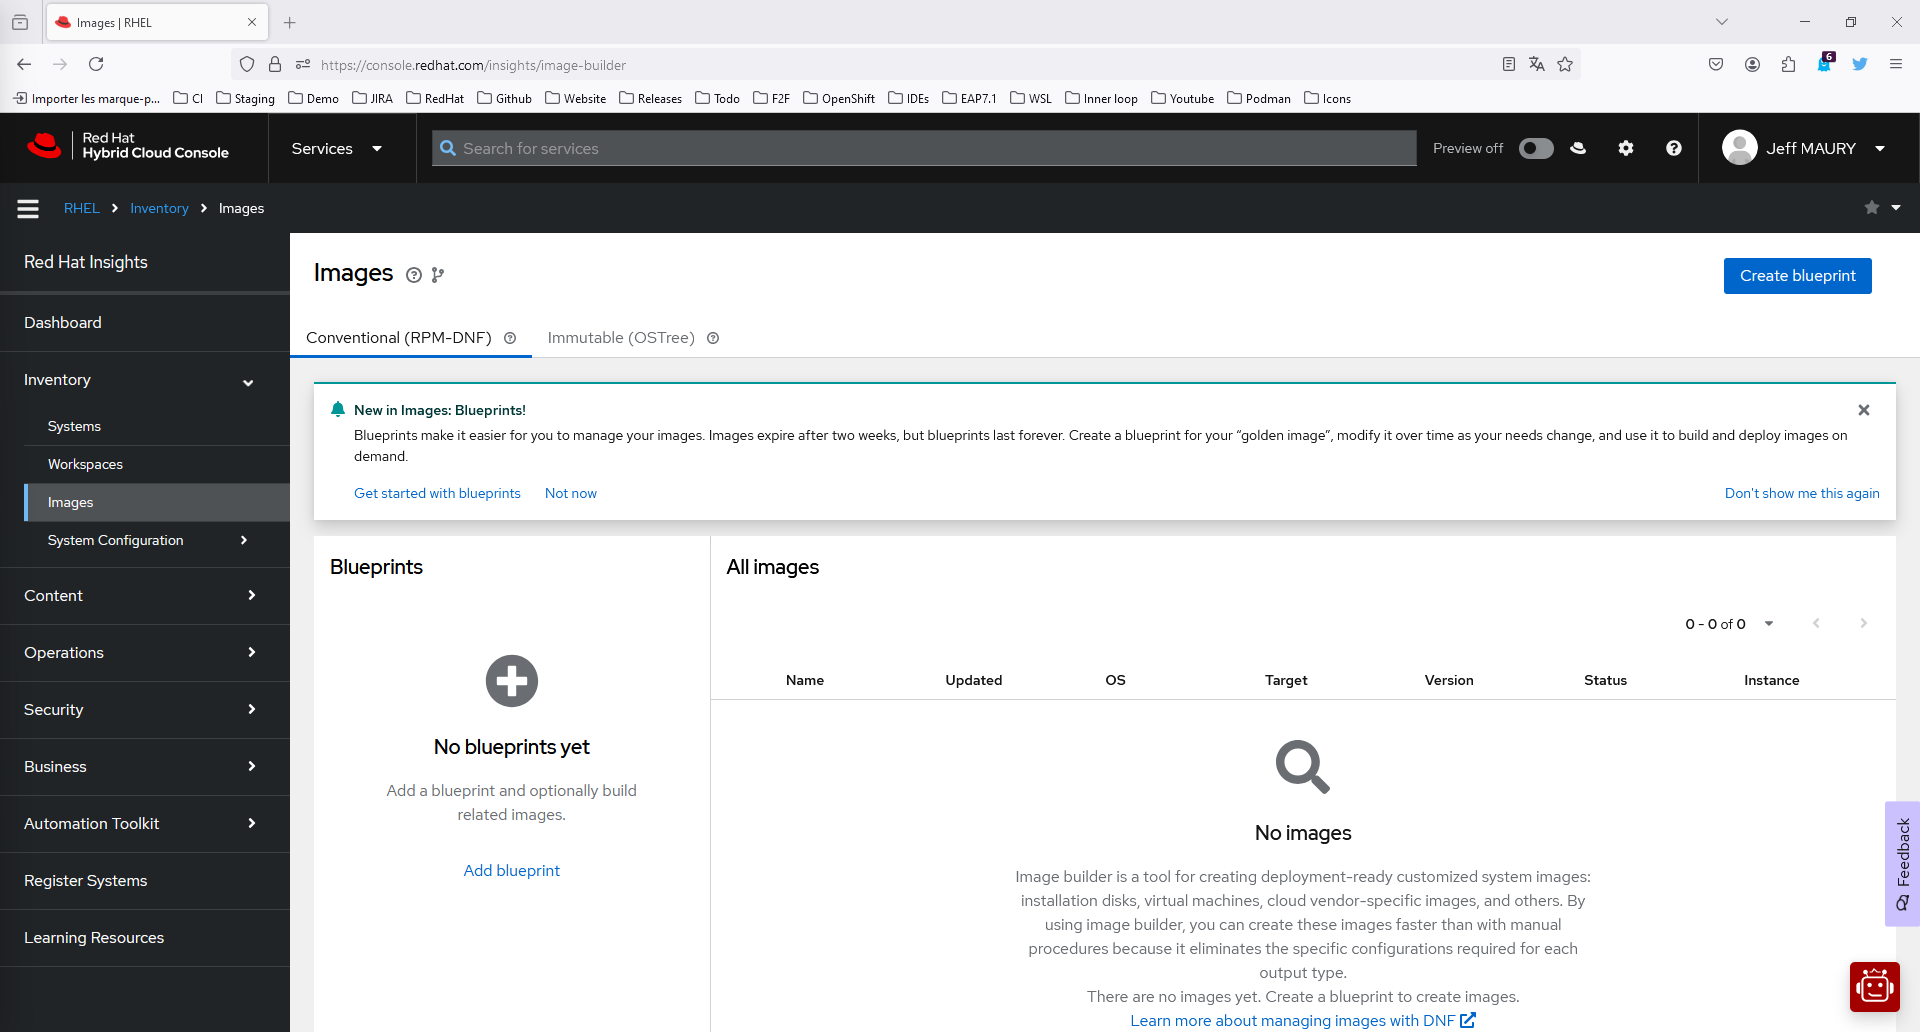 Images | RHEL
https://console.redhat.com/insights/image-builder
6
Importer les marque-p... CI Staging Demo JIRA RedHat Github Website Releases Todo F2F OpenShift IDEs EAP7.1 WSL Inner loop Youtube Podman Icons
Red Hat
Hybrid Cloud Console
Services
Search for services
Preview off
Jeff MAURY
RHEL Inventory Images
Red Hat Insights
Dashboard
Inventory
Systems
Workspaces
Images
System Configuration
Content
Operations
Security
Business
Automation Toolkit
Register Systems
Learning Resources
Images
Create blueprint
Conventional (RPM-DNF) Immutable (OSTree)
New in Images: Blueprints!
Blueprints make it easier for you to manage your images. Images expire after two weeks, but blueprints last forever. Create a blueprint for your “golden image”, modify it over time as your needs change, and use it to build and deploy images on
demand.
Get started with blueprints Not now Don't show me this again
Blueprints
No blueprints yet
Add a blueprint and optionally build
related images.
Add blueprint
All images
0 - 0 of 0
Name Updated OS Target Version Status Instance
No images
Image builder is a tool for creating deployment-ready customized system images:
installation disks, virtual machines, cloud vendor-specific images, and others. By
using image builder, you can create these images faster than with manual
procedures because it eliminates the specific configurations required for each
output type.
There are no images yet. Create a blueprint to create images.
Learn more about managing images with DNF
Feedback